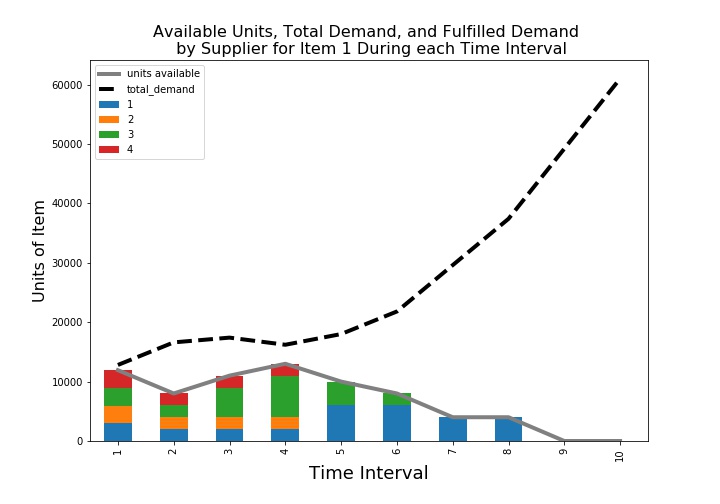 Available Units, Total Demand, and Fulfilled Demand
by Supplier for Item 1 During each Time Interval
units available
total_demand
1
2
3
4
60000
50000
40000
30000
20000
10000
0
Units of Item
1 2 3 4 5 6 7 8 9 10
Time Interval